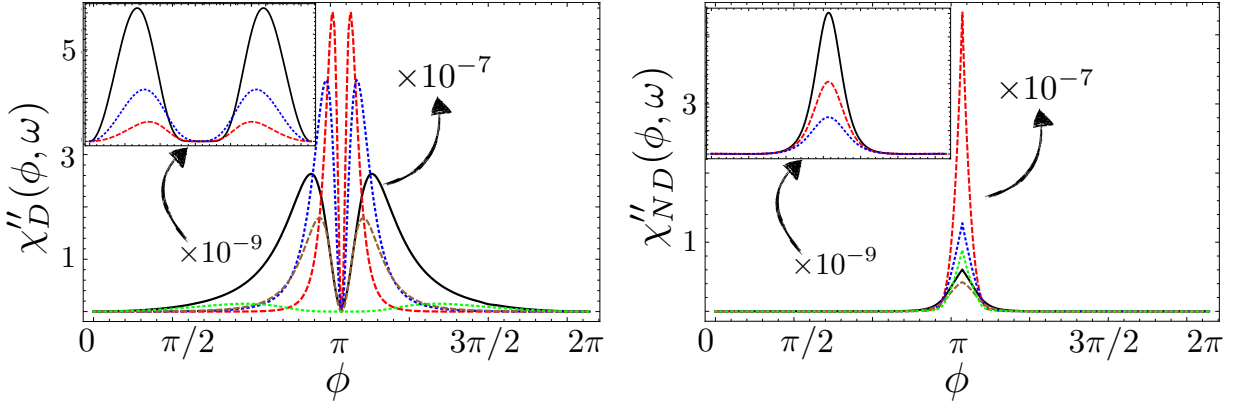 χ''_D(φ, ω)
5
3
1
×10⁻⁷
×10⁻⁹
0 π/2 π 3π/2 2π
φ
χ''_{ND}(φ, ω)
3
1
×10⁻⁷
×10⁻⁹
0 π/2 π 3π/2 2π
φ